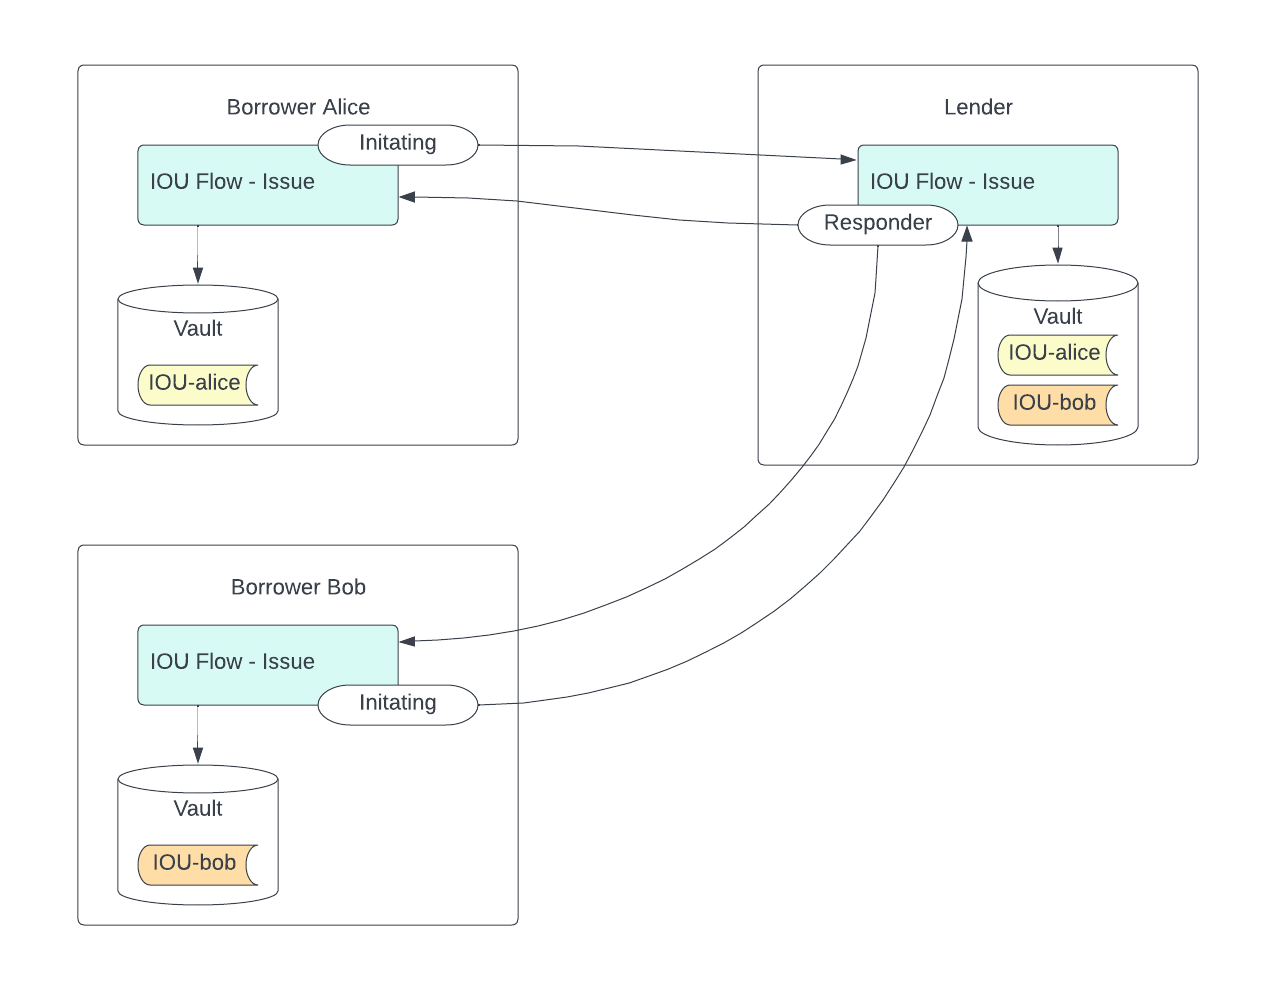 Borrower Alice
Initating
IOU Flow - Issue
Vault
IOU-alice
Lender
IOU Flow - Issue
Responder
Vault
IOU-alice
IOU-bob
Borrower Bob
IOU Flow - Issue
Initating
Vault
IOU-bob